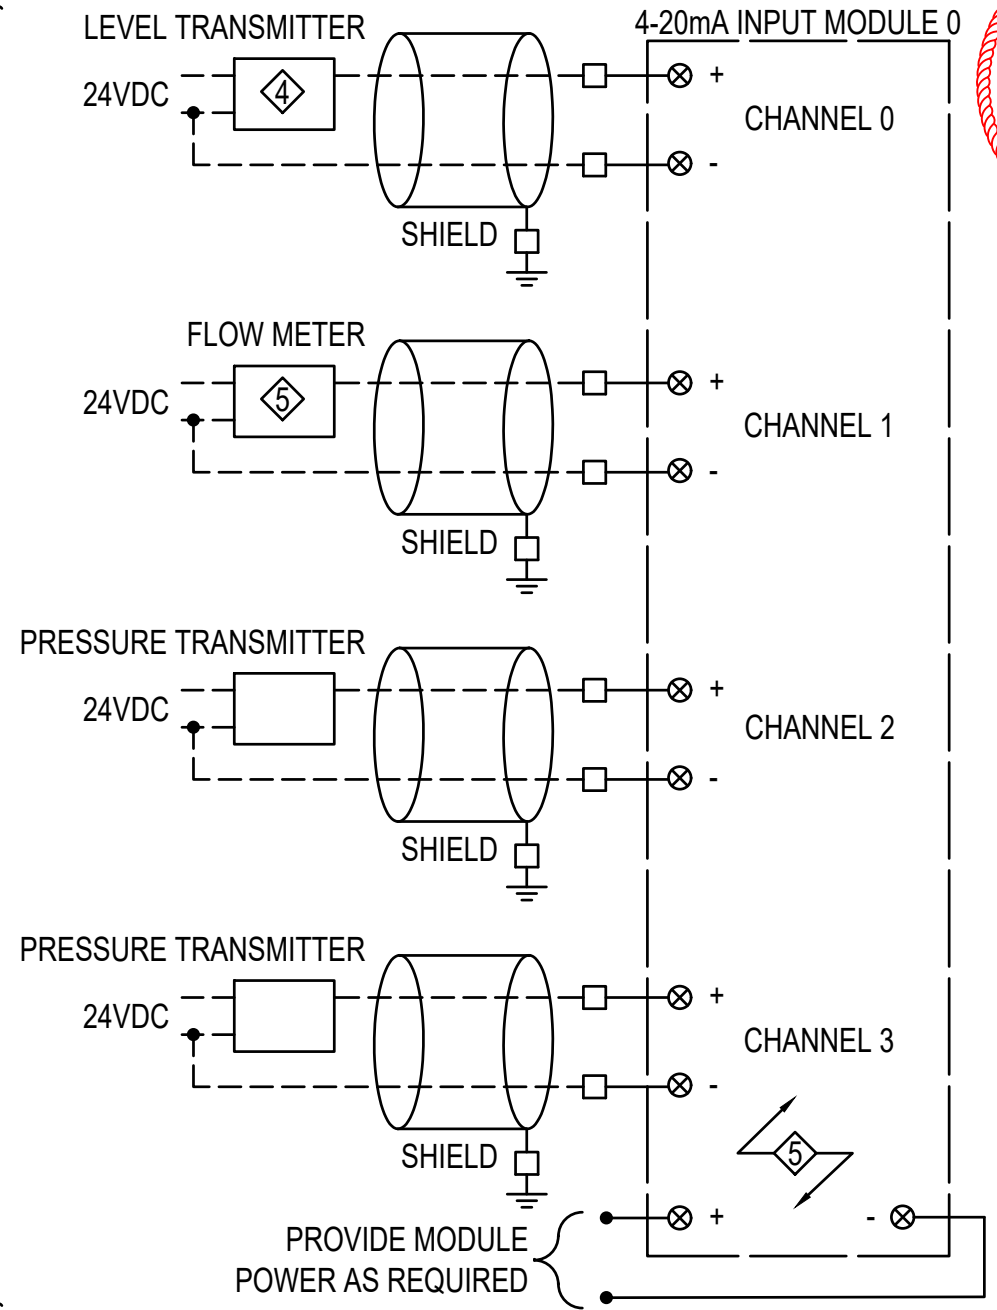 LEVEL TRANSMITTER
4-20mA INPUT MODULE 0
24VDC
4
+
CHANNEL 0
-
SHIELD
FLOW METER
24VDC
5
+
CHANNEL 1
-
SHIELD
PRESSURE TRANSMITTER
24VDC
+
CHANNEL 2
-
SHIELD
PRESSURE TRANSMITTER
24VDC
+
CHANNEL 3
-
SHIELD
5
+ -
PROVIDE MODULE
POWER AS REQUIRED